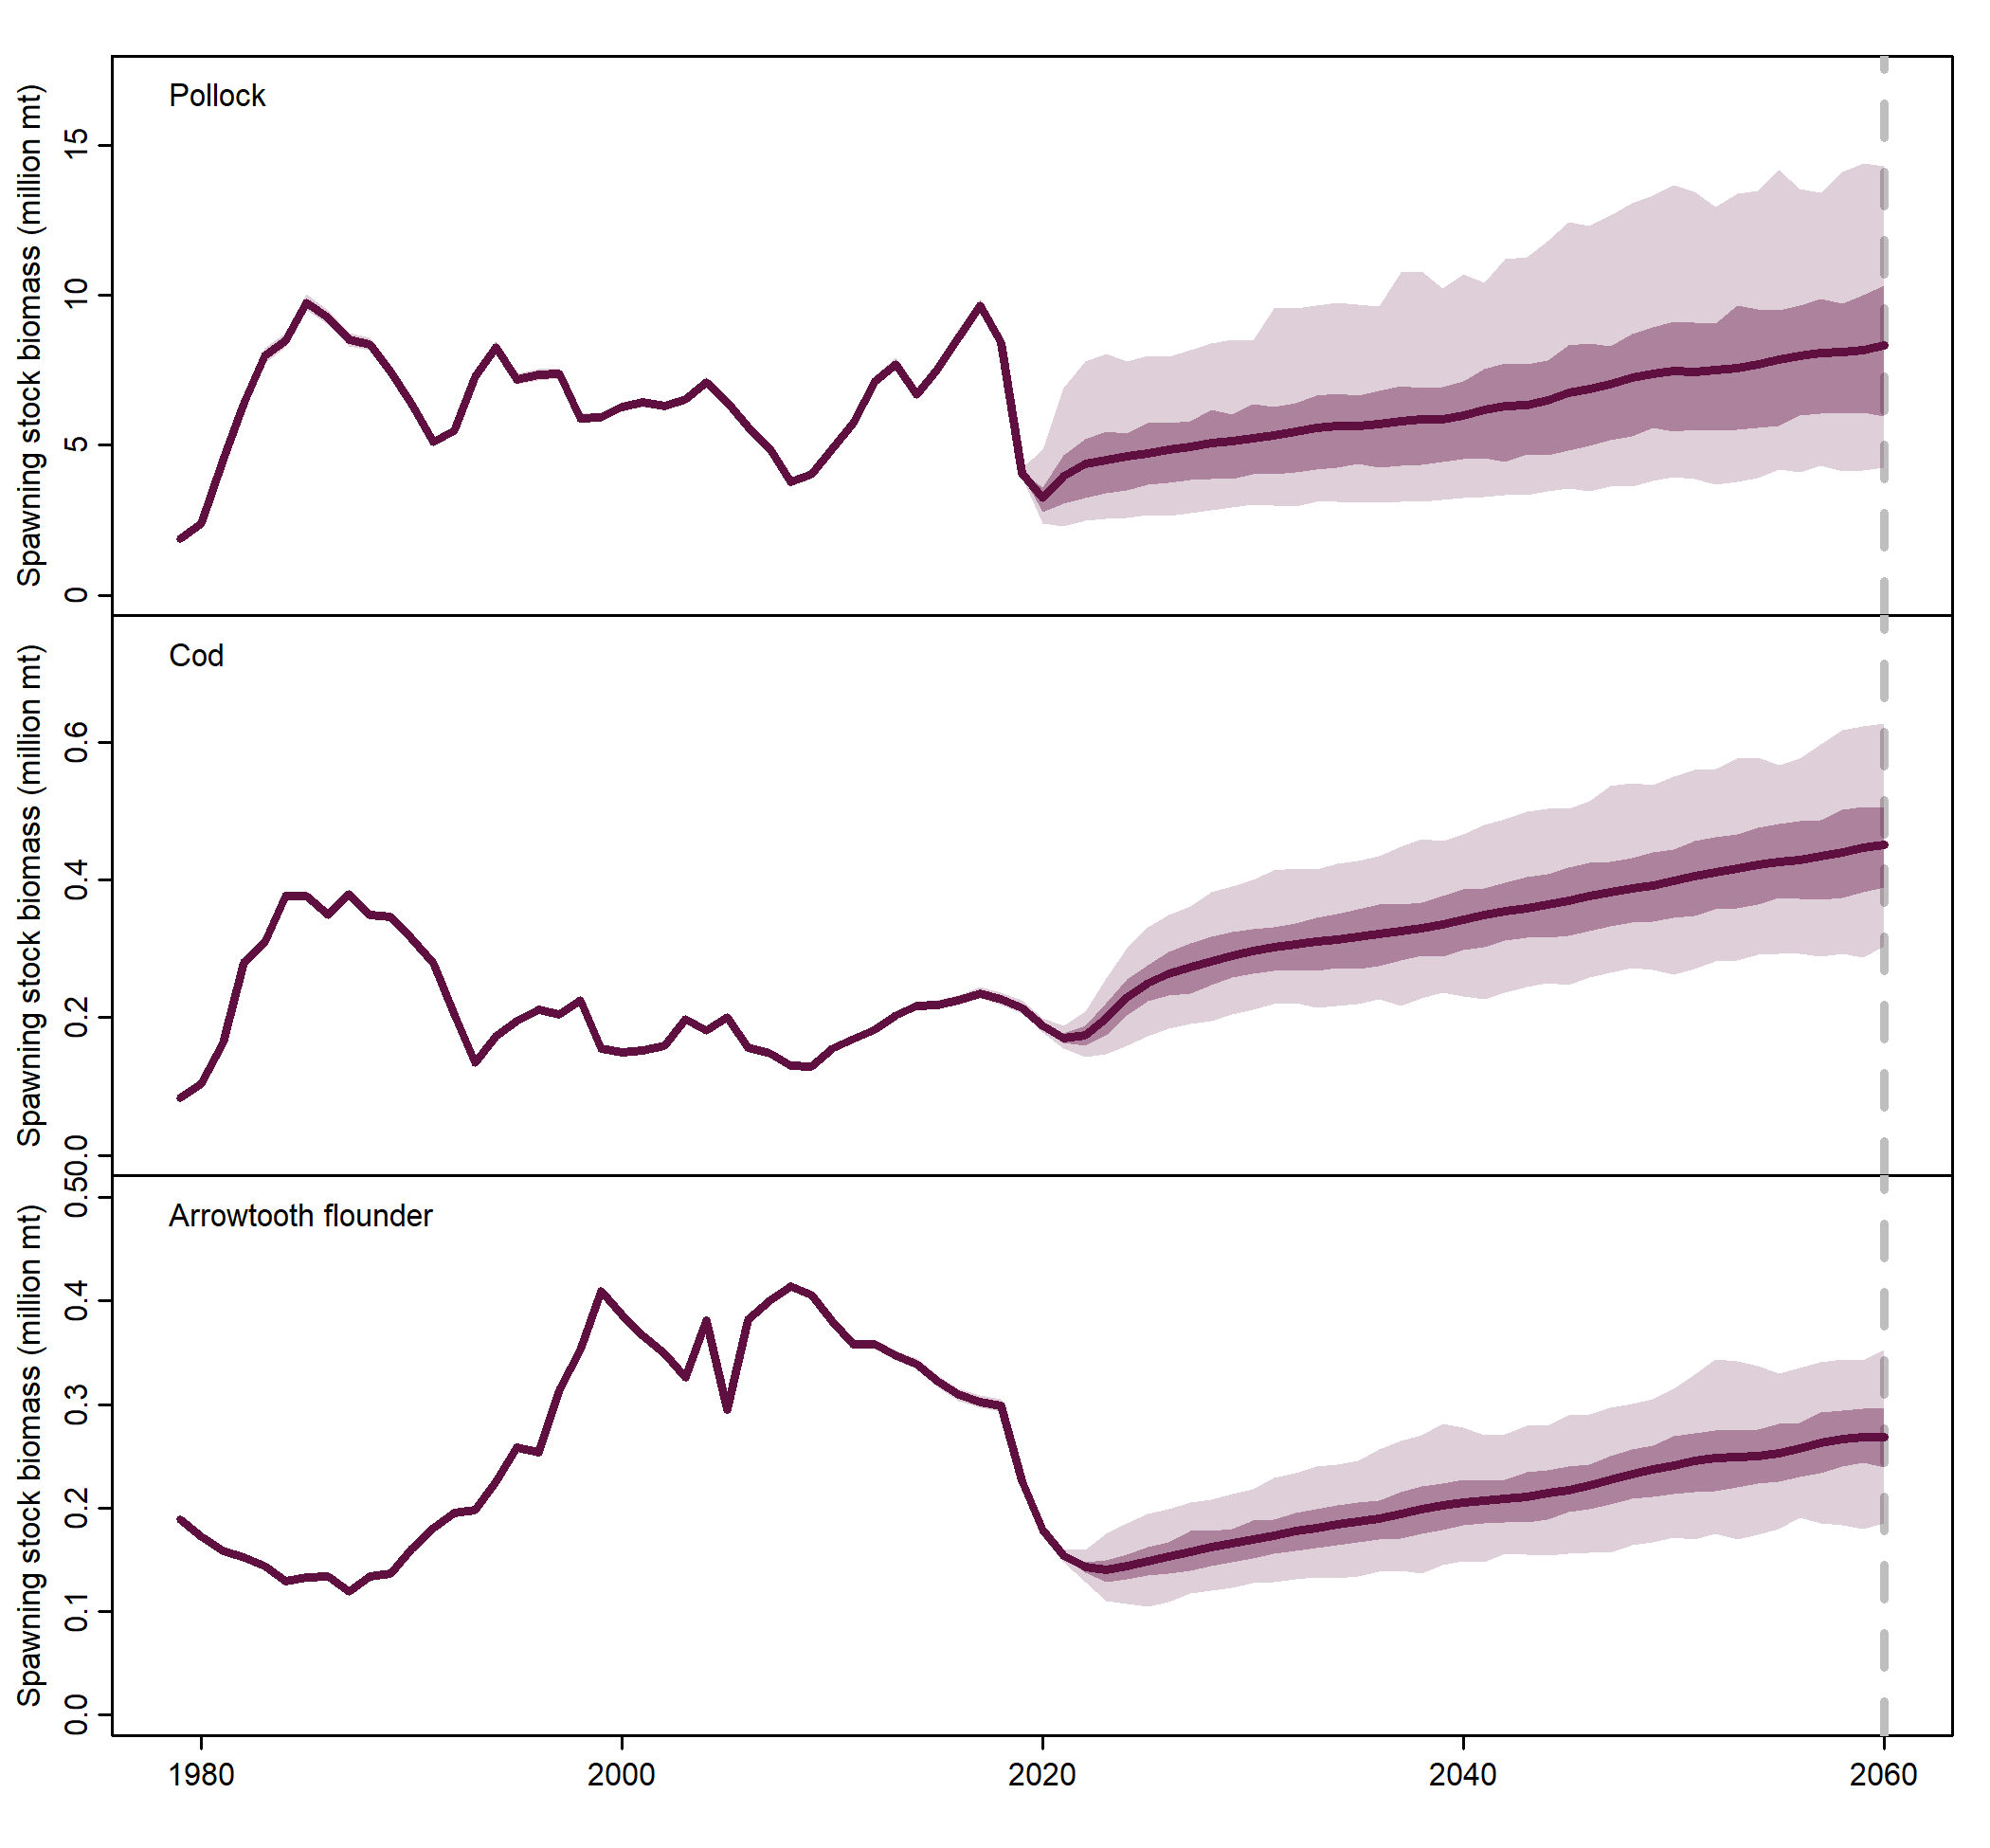 Pollock
Spawning stock biomass (million mt)
15
10
5
0
Cod
Spawning stock biomass (million mt)
0.6
0.4
0.2
0.0
Arrowtooth flounder
Spawning stock biomass (million mt)
0.5
0.4
0.3
0.2
0.1
0.0
1980 2000 2020 2040 2060